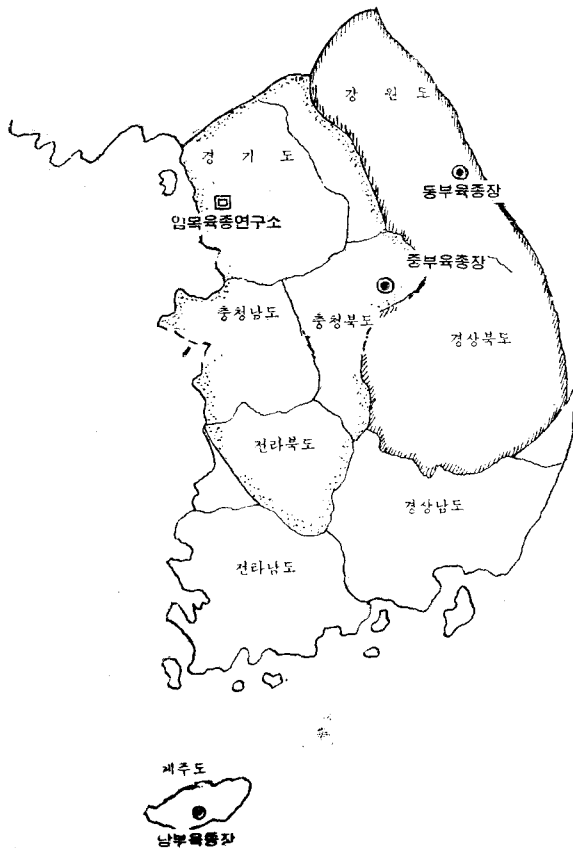 강원도
경기도
동부육종장
임목육종연구소
중부육종장
충청남도
충청북도
경상북도
전라북도
경상남도
전라남도
제주도
남부육종장